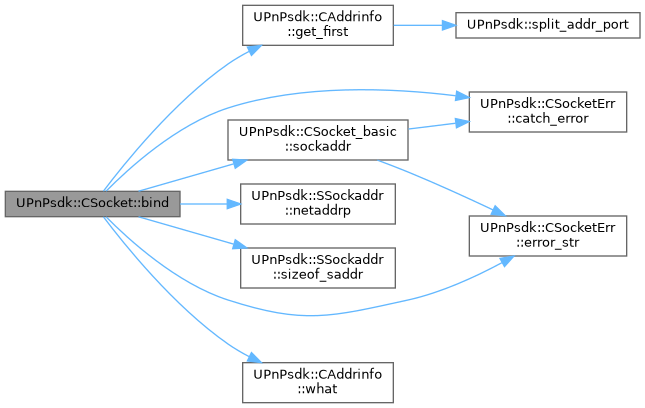 UPnPsdk::CAddrinfo
::get_first
UPnPsdk::split_addr_port
UPnPsdk::CSocketErr
::catch_error
UPnPsdk::CSocket_basic
::sockaddr
UPnPsdk::CSocket::bind
UPnPsdk::SSockaddr
::netaddrp
UPnPsdk::CSocketErr
::error_str
UPnPsdk::SSockaddr
::sizeof_saddr
UPnPsdk::CAddrinfo
::what